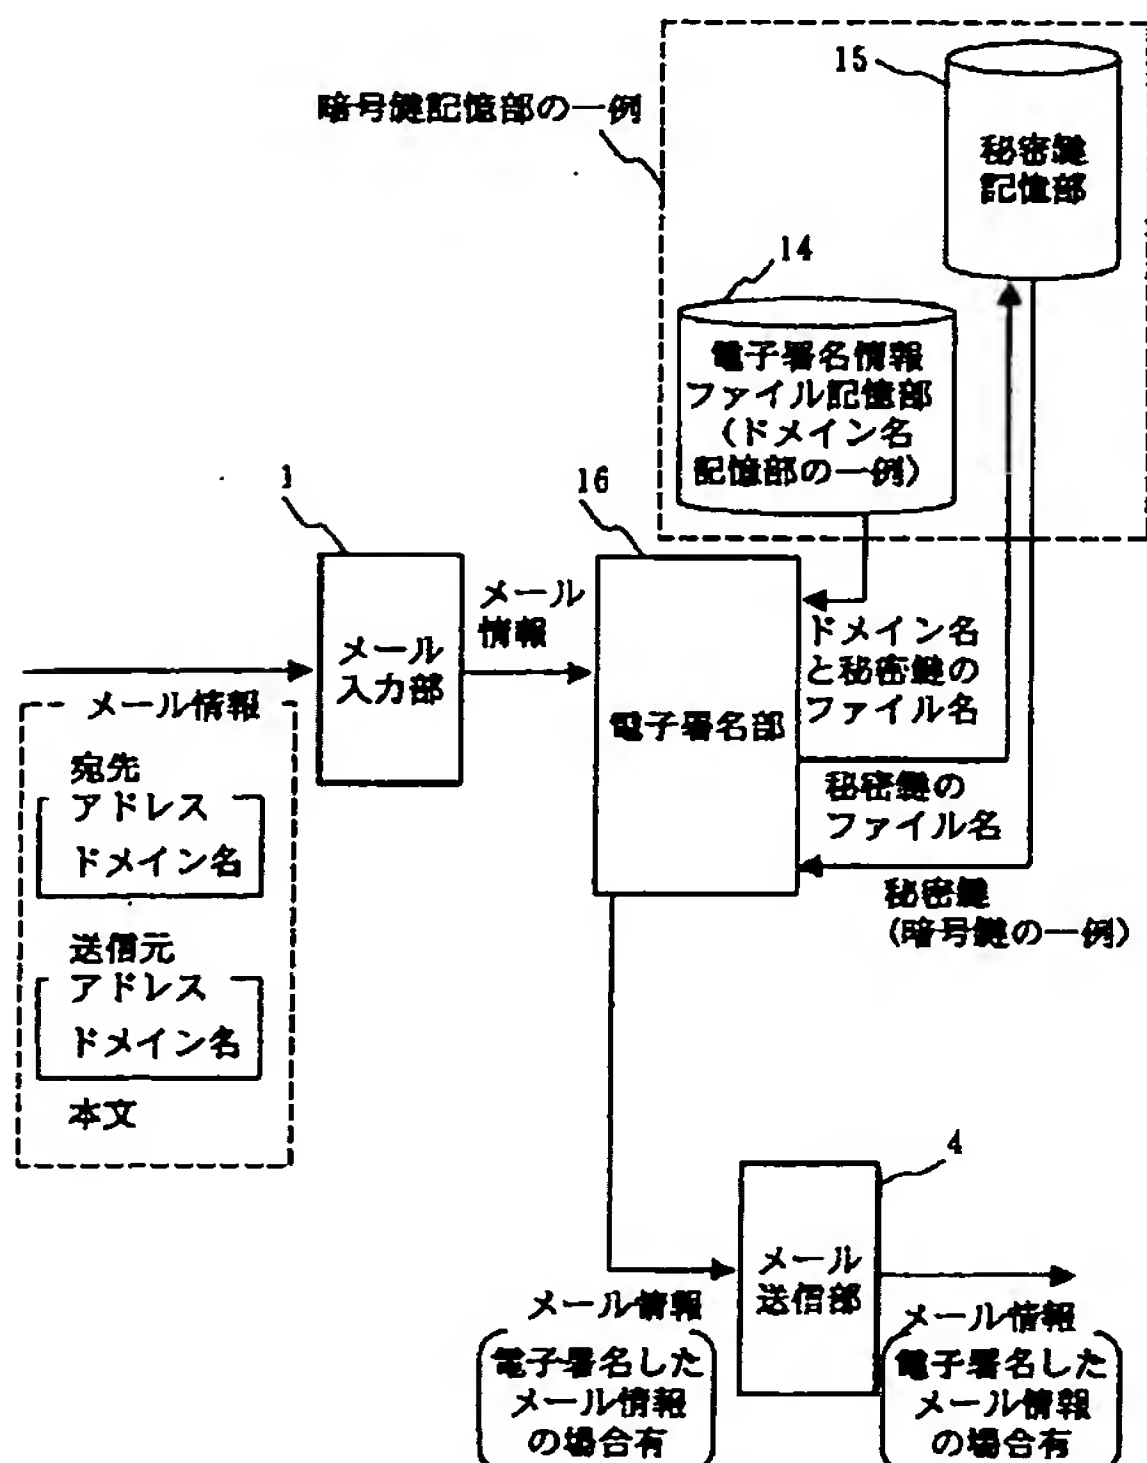 15
暗号鍵記憶部の一例
秘密鍵
記憶部
14
電子署名情報
ファイル記憶部
(ドメイン名
記憶部の一例)
1
16
メール
入力部
メール
情報
電子署名部
ドメイン名
と秘密鍵の
ファイル名
秘密鍵の
ファイル名
秘密鍵
(暗号鍵の一例)
メール情報
宛先
アドレス
ドメイン名
送信元
アドレス
ドメイン名
本文
4
メール
送信部
メール情報
電子署名した
メール情報
の場合有
メール情報
電子署名した
メール情報
の場合有